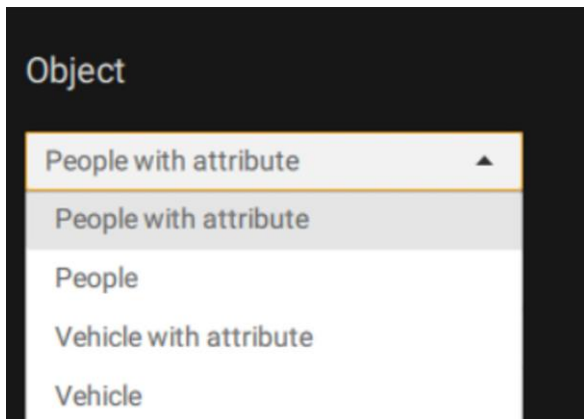 Object
People with attribute
People with attribute
People
Vehicle with attribute
Vehicle